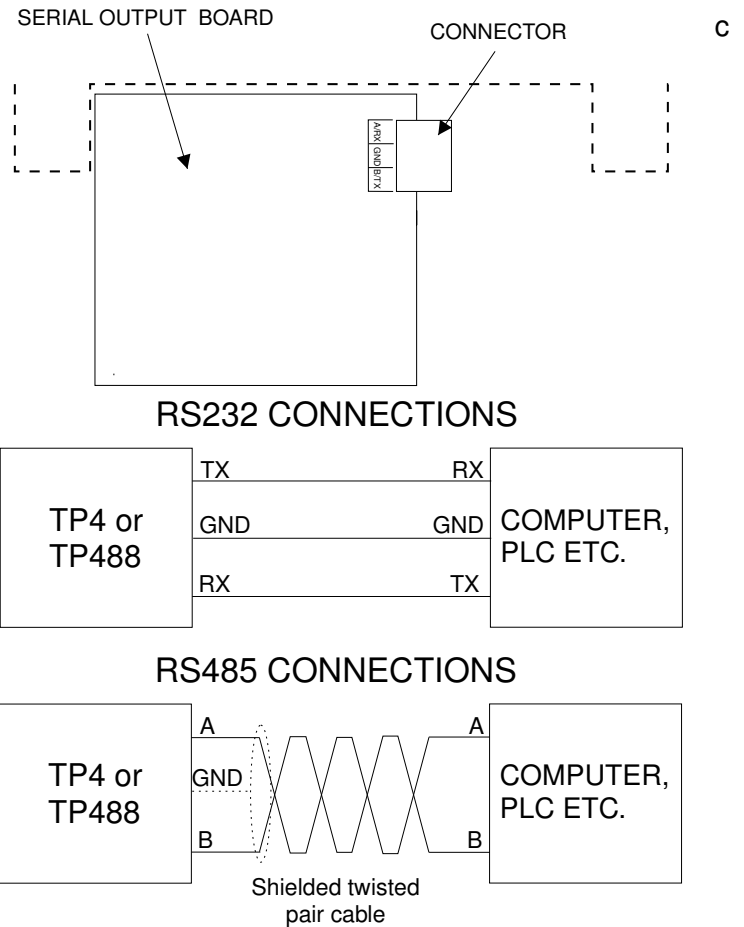 SERIAL OUTPUT BOARD
CONNECTOR
c
A/RX GND B/TX
RS232 CONNECTIONS
TX RX
TP4 or
TP488
GND GND
COMPUTER,
PLC ETC.
RX TX
RS485 CONNECTIONS
A A
TP4 or
TP488
GND
COMPUTER,
PLC ETC.
B B
Shielded twisted
pair cable